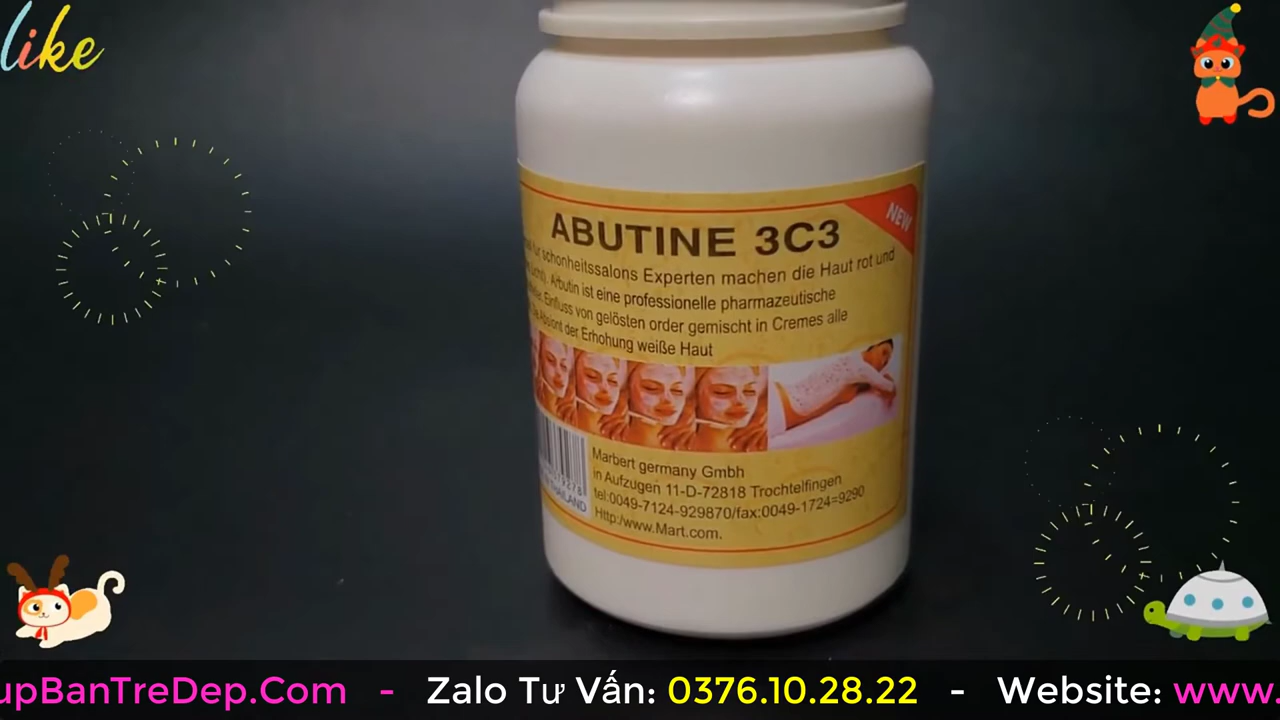 like
ABUTINE 3C3
NEW
fur schonheitssalons Experten machen die Haut rot und
Arbutin ist eine professionelle pharmazeutische
Einfluss von gelösten order gemischt in Cremes alle
der Erhohung weiße Haut
Marbert germany Gmbh
in Aufzugen 11-D-72818 Trochtelfingen
tel:0049-7124-929870/fax:0049-1724=9290
Http:/www.Mart.com.
THAILAND
upBanTreDep.Com - Zalo Tư Vấn: 0376.10.28.22 - Website: www.